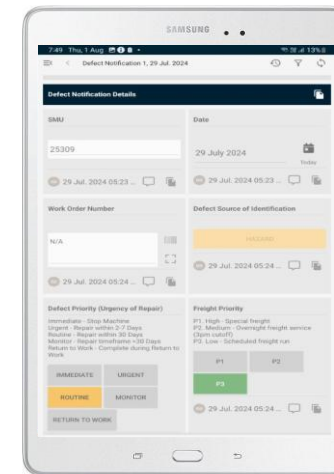 SAMSUNG
7:49 Thu, 1 Aug
13%
Defect Notification 1, 29 Jul. 2024
Defect Notification Details
SMU
Date
25309
29 July 2024
Today
29 Jul. 2024 05:23 ...
29 Jul. 2024 05:23 ...
Work Order Number
Defect Source of Identification
N/A
29 Jul. 2024 05:24 ...
29 Jul. 2024 05:24 ...
Defect Priority (Urgency of Repair)
Freight Priority
Immediate - Stop Machine
Urgent - Repair within 2-7 Days
Routine - Repair within 30 Days
Monitor - Repair timeframe >30 Days
Return to Work - Complete during Return to Work
P1. High - Special freight
P2. Medium - Overnight freight service (3pm cutoff)
P3. Low - Scheduled freight run
IMMEDIATE
URGENT
P1
P2
ROUTINE
MONITOR
P3
RETURN TO WORK
29 Jul. 2024 05:24 ...